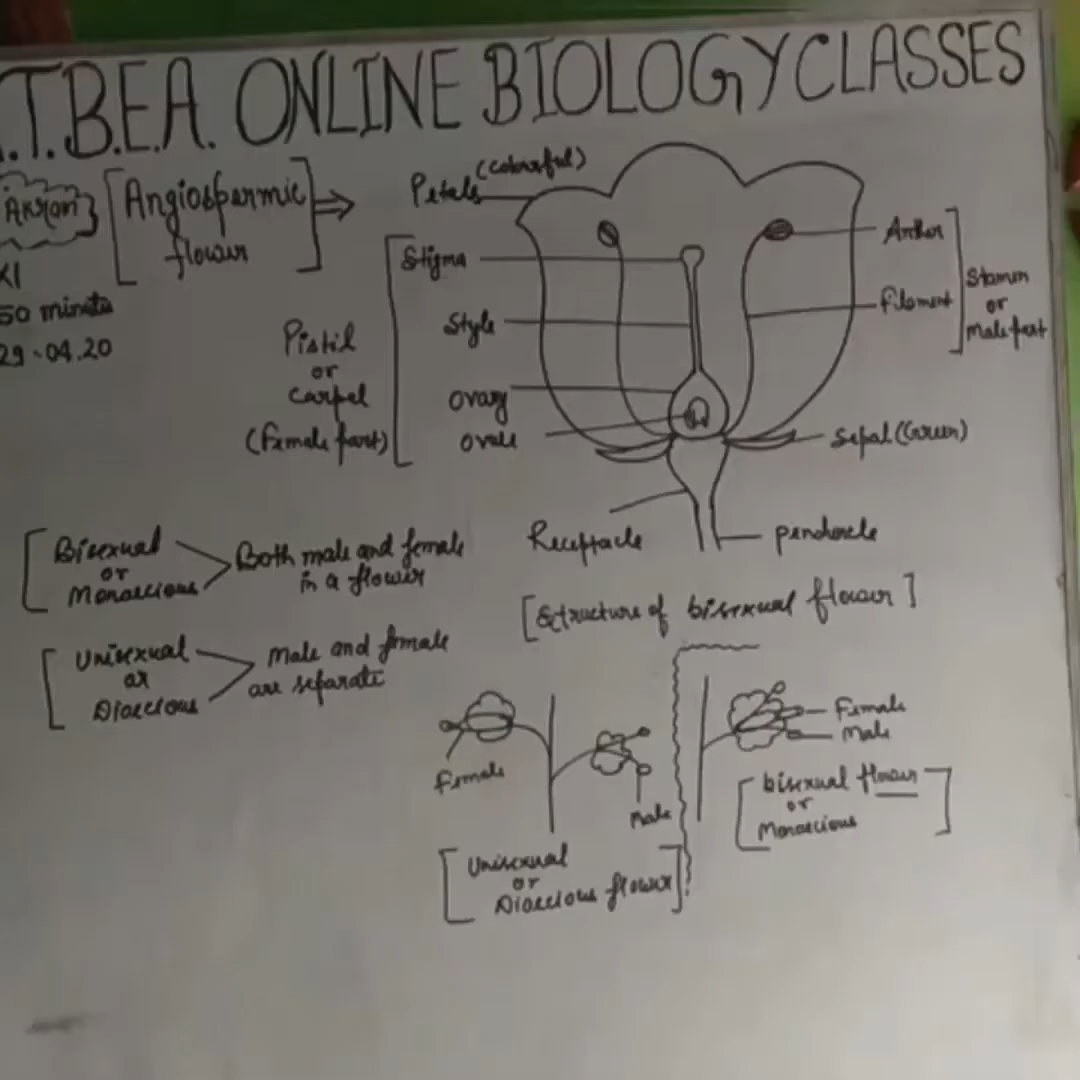 .T.B.E.A. ONLINE BIOLOGY CLASSES
Akram
[Angiospermic
flower] ⇒
XI
50 minutes
29-04.20
Petals (Colourful)
Stigma
Style
Ovary
Ovule
Pistil
or
Carpel
(Female part)
Anther
Filament
Stamen
or
Male part
Sepal (Green)
Receptacle
penduncle
[Structure of bisexual flower]
Bisexual
or
Monoecious
Both male and female
in a flower
Unisexual
or
Dioecious
Male and female
are separate
Female
Male
[Unisexual
or
Dioecious flower]
Female
Male
[bisexual flower
or
Monoecious]